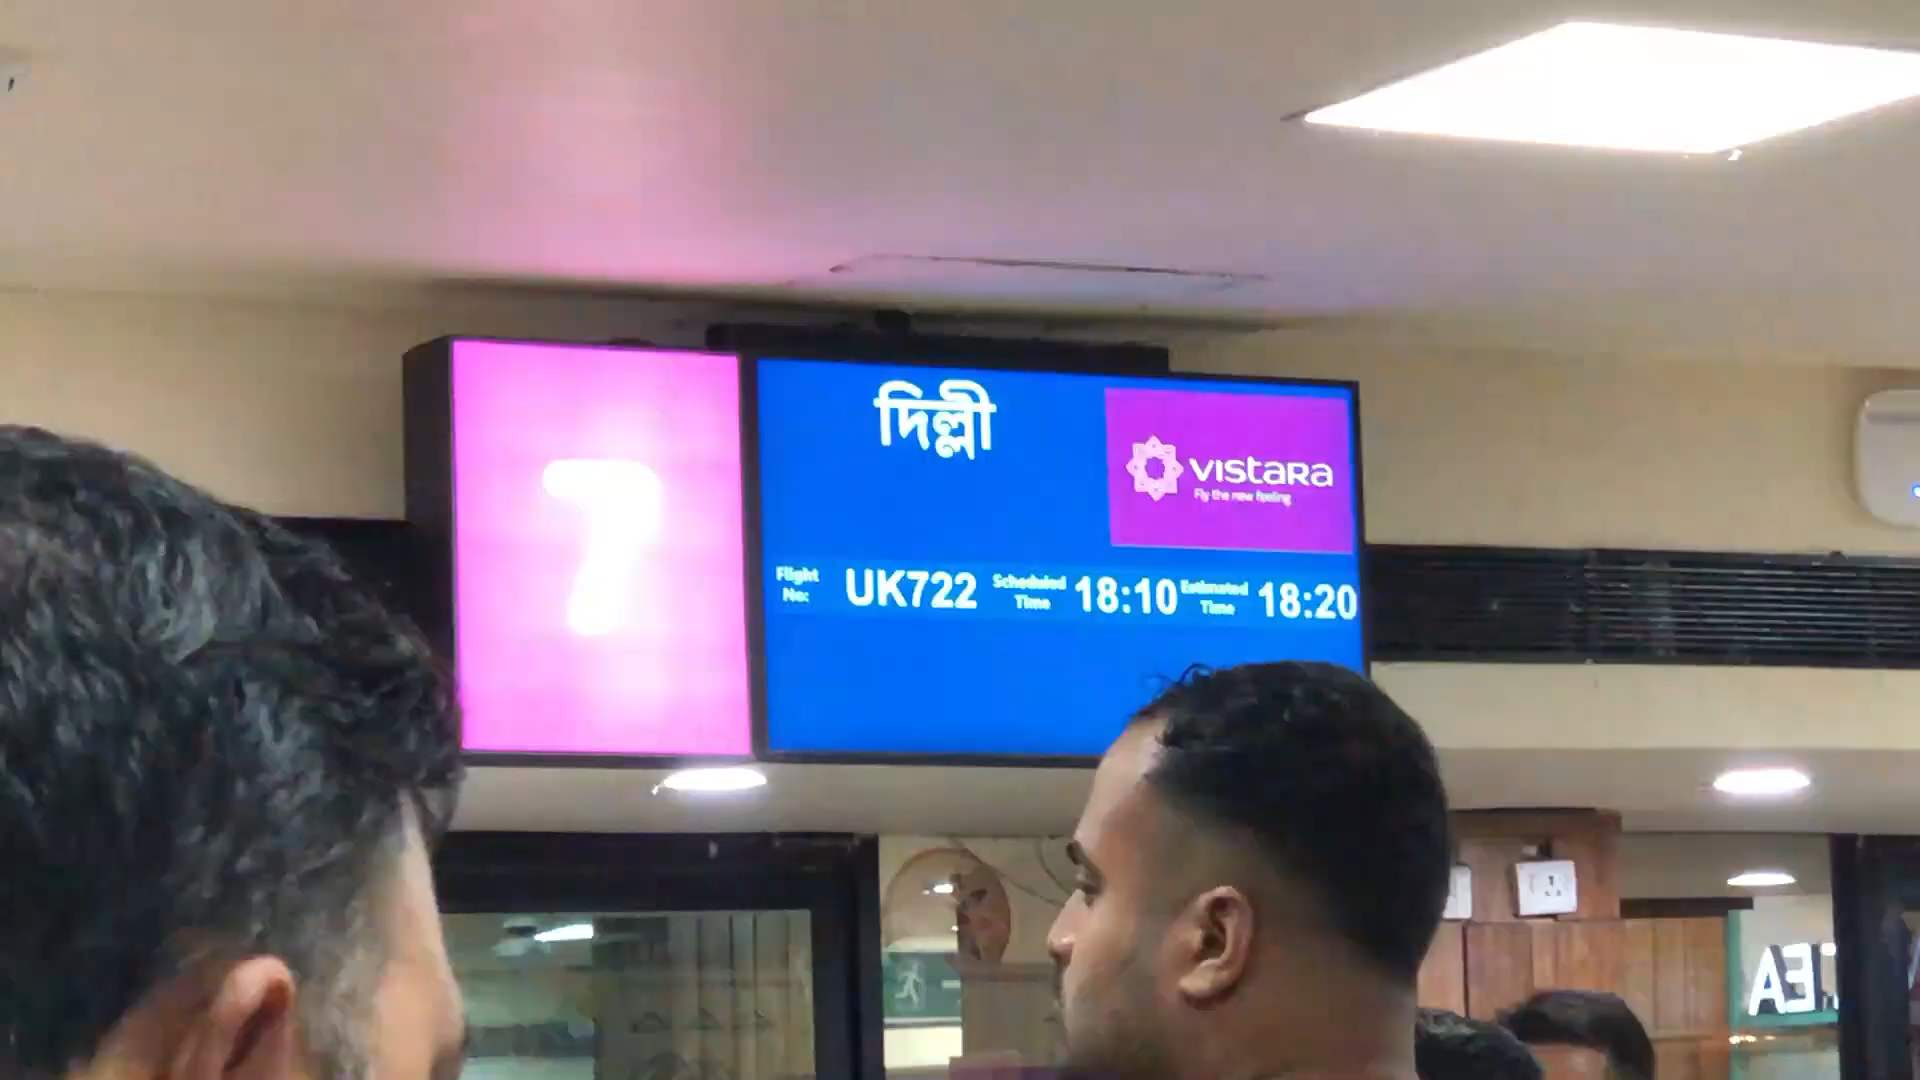 7
দিল্লী
VISTARA
Fly the new feeling
Flight No: UK722 Scheduled Time 18:10 Estimated Time 18:20